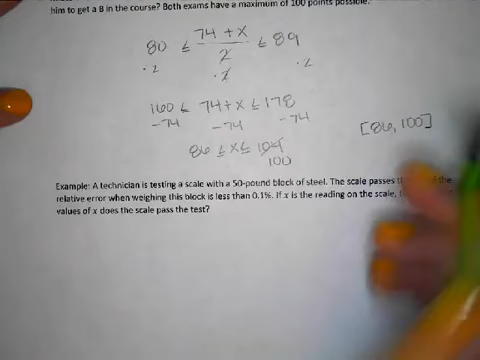 him to get a B in the course? Both exams have a maximum of 100 points possible.
80 ≤ (74 + x)/2 ≤ 89
·2 ·2 ·2
160 ≤ 74+x ≤ 178
-74 -74 -74
86 ≤ x ≤ 104
100
[86, 100]
Example: A technician is testing a scale with a 50-pound block of steel. The scale passes the
relative error when weighing this block is less than 0.1%. If x is the reading on the scale,
values of x does the scale pass the test?